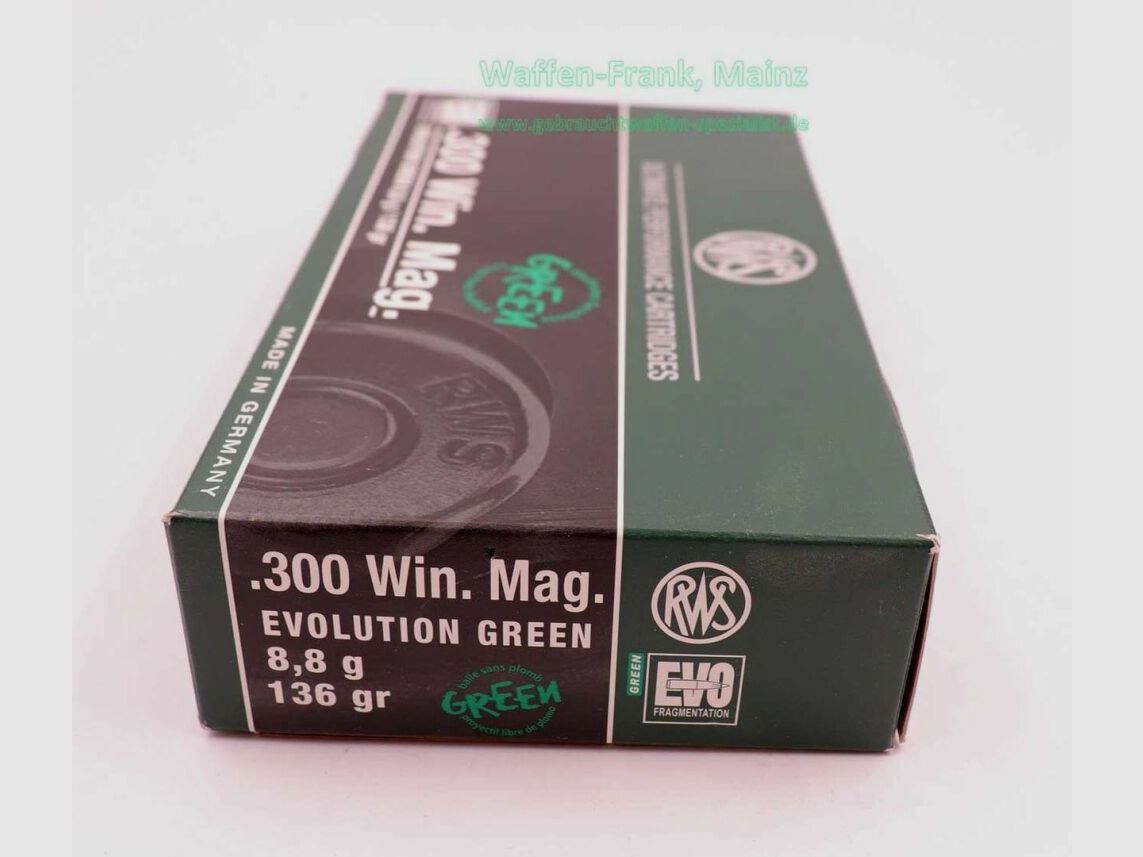 Waffen-Frank, Mainz
www.gebrauchtwaffen-spezialist.de
.300 Win. Mag.
GREEN
RWS
ULTIMATE PERFORMANCE CARTRIDGES
RWS
MADE IN GERMANY
.300 Win. Mag.
EVOLUTION GREEN
8,8 g
136 gr
balle sans plomb
GREEN
proyectil libre de plomo
RWS
GREEN
EVO
FRAGMENTATION